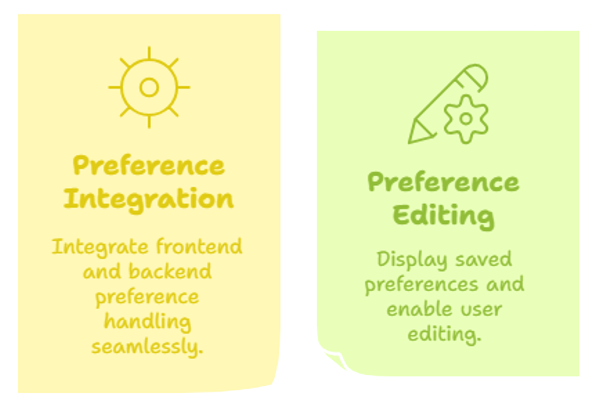 Preference
Integration
Integrate frontend
and backend
preference
handling
seamlessly.
Preference
Editing
Display saved
preferences and
enable user
editing.